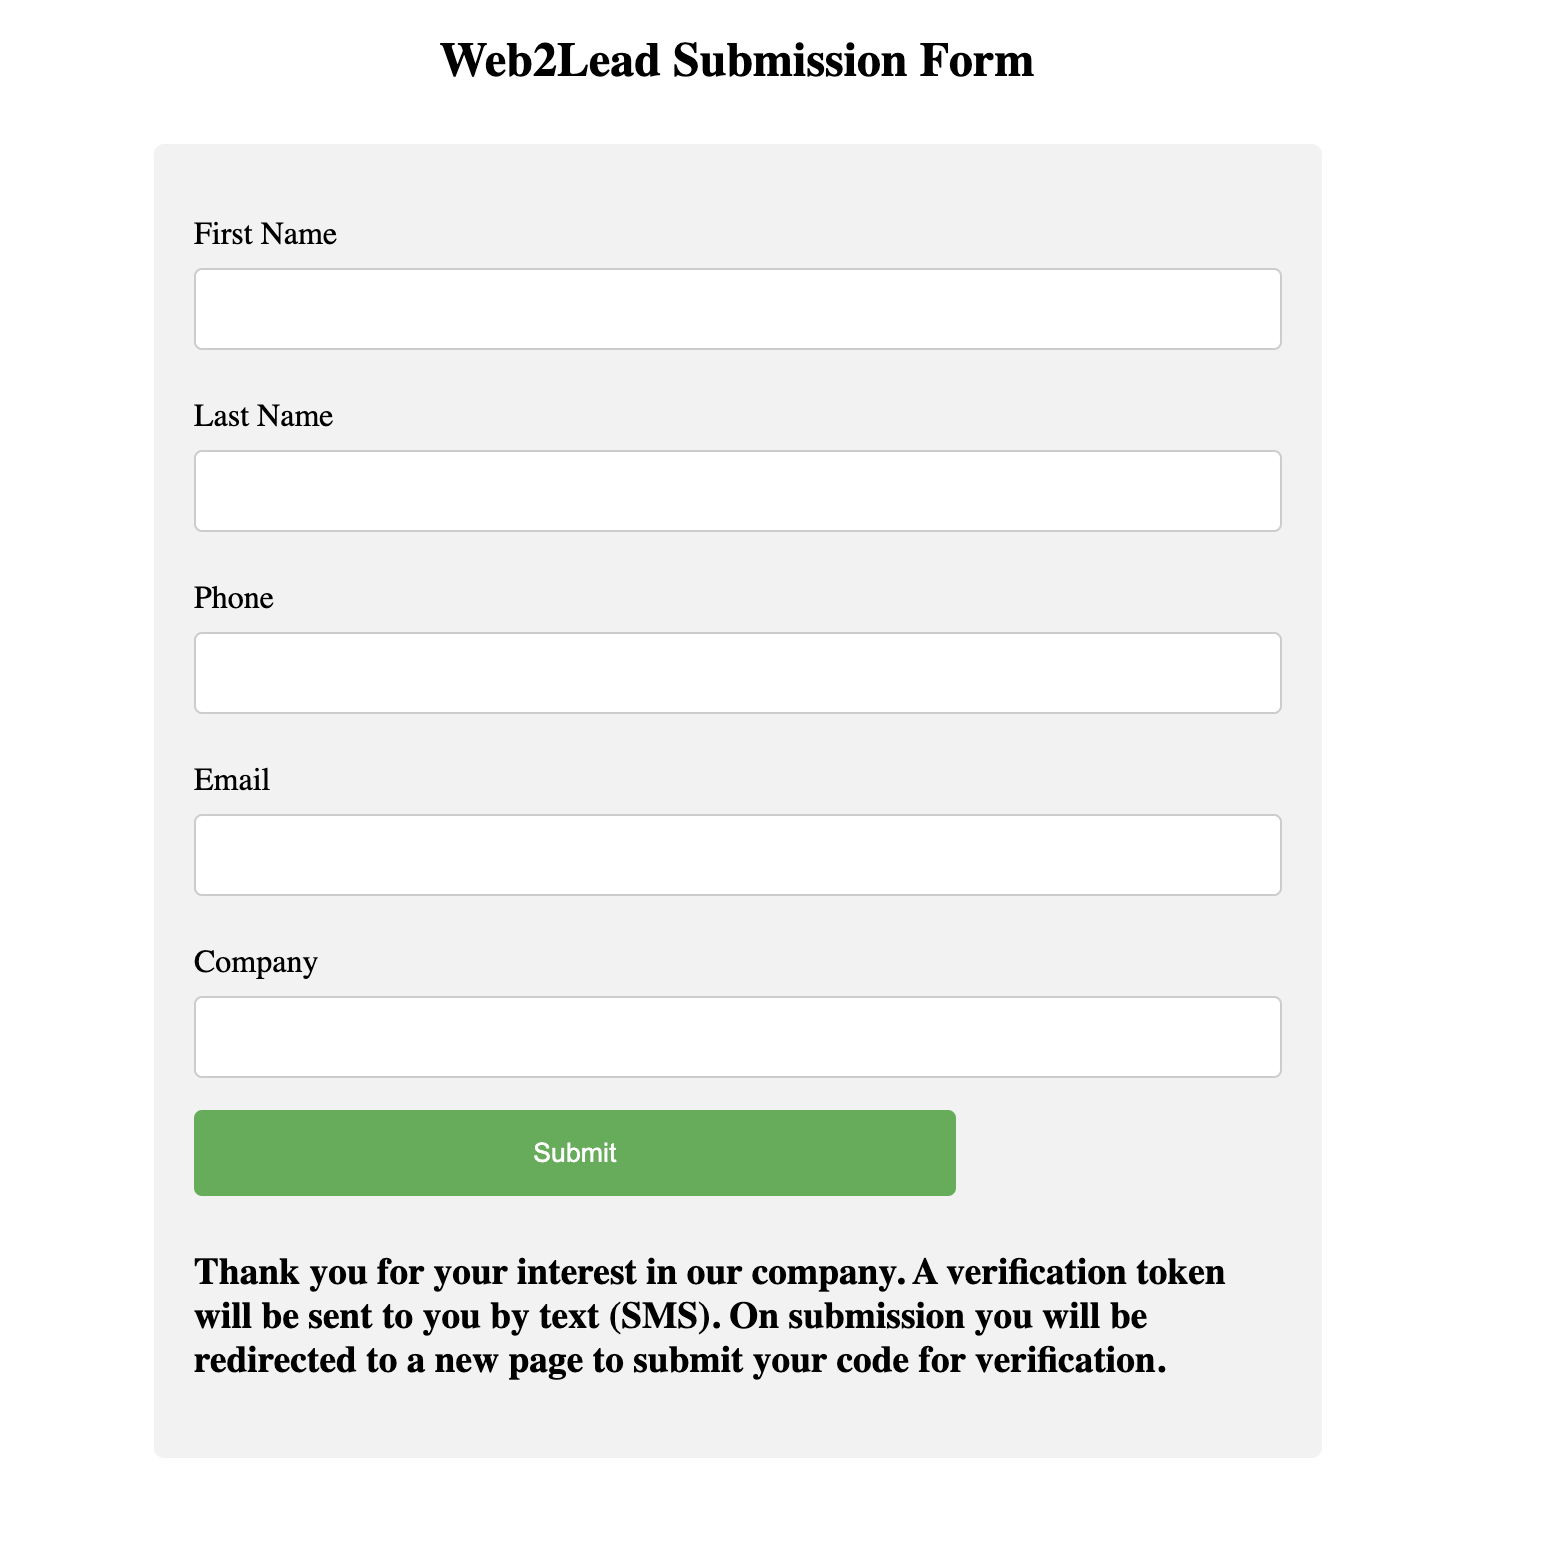 Web2Lead Submission Form
First Name
Last Name
Phone
Email
Company
Submit
Thank you for your interest in our company. A verification token
will be sent to you by text (SMS). On submission you will be
redirected to a new page to submit your code for verification.